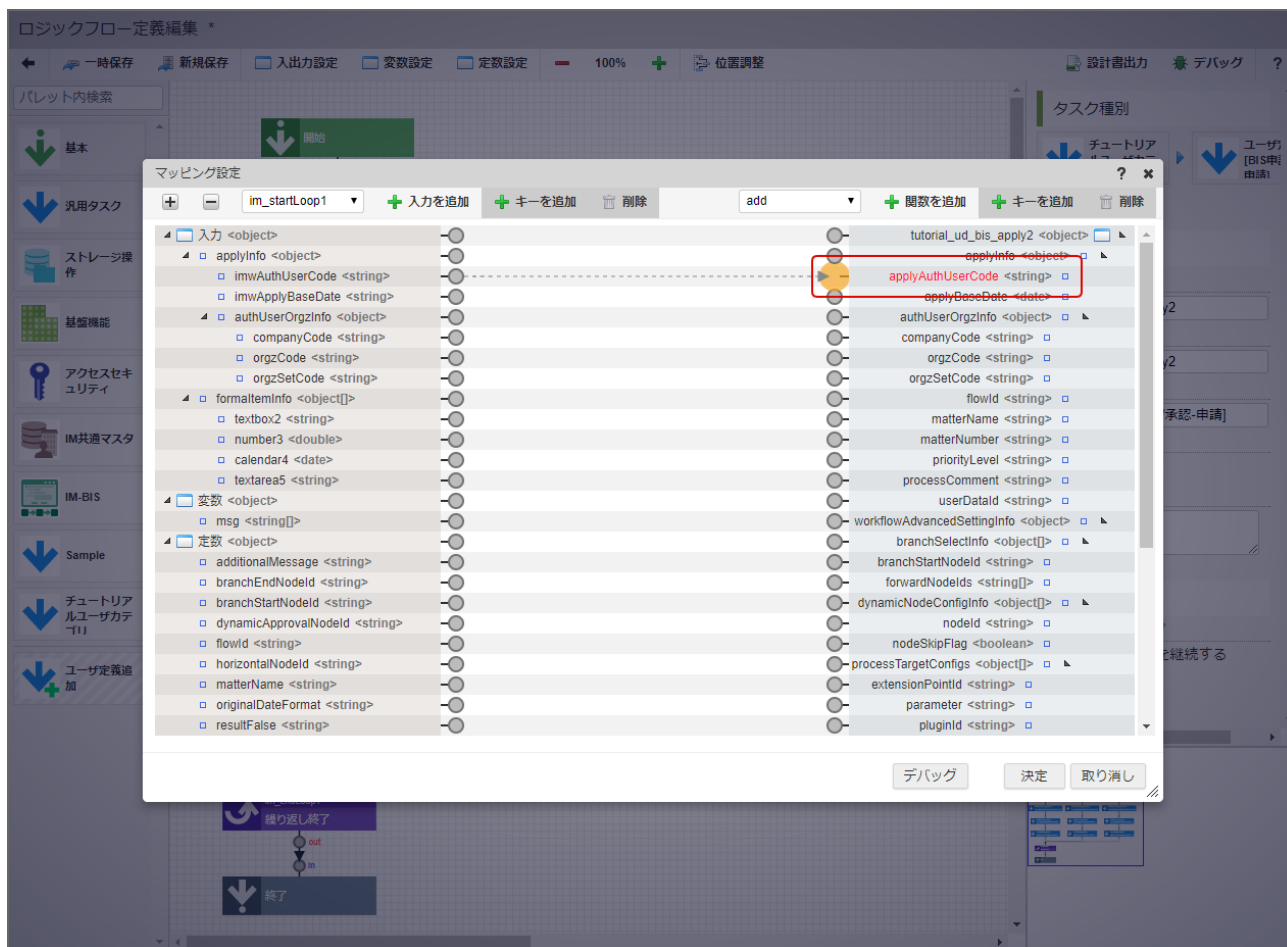 ロジックフロー定義編集 *
一時保存 新規保存 入出力設定 変数設定 定数設定 100% 位置調整 設計書出力 デバッグ ?
パレット内検索
開始
タスク種別
基本
チュートリア
ユーザ
[BIS申
申請]
汎用タスク
ストレージ操
作
基盤機能
アクセスセキ
ュリティ
IM共通マスタ
IM-BIS
Sample
チュートリア
ルユーザカテ
ゴリ
ユーザ定義追
加
マッピング設定 ?
im_startLoop1 入力を追加 キーを追加 削除 add 関数を追加 キーを追加 削除
入力 <object> tutorial_ud_bis_apply2 <object>
applyInfo <object> applyInfo <object>
imwAuthUserCode <string> applyAuthUserCode <string>
imwApplyBaseDate <string> applyBaseDate <date>
authUserOrgzInfo <object> authUserOrgzInfo <object>
companyCode <string> companyCode <string>
orgzCode <string> orgzCode <string>
orgzSetCode <string> orgzSetCode <string>
formaItemInfo <object[]> flowId <string>
textbox2 <string> matterName <string>
number3 <double> matterNumber <string>
calendar4 <date> priorityLevel <string>
textarea5 <string> processComment <string>
変数 <object> userDataId <string>
msg <string[]> workflowAdvancedSettingInfo <object>
定数 <object> branchSelectInfo <object[]>
additionalMessage <string> branchStartNodeId <string>
branchEndNodeId <string> forwardNodeIds <string[]>
branchStartNodeId <string> dynamicNodeConfigInfo <object[]>
dynamicApprovalNodeId <string> nodeId <string>
flowId <string> nodeSkipFlag <boolean>
horizontalNodeId <string> processTargetConfigs <object[]>
matterName <string> extensionPointId <string>
originalDateFormat <string> parameter <string>
resultFalse <string> pluginId <string>
y2
y2
承認-申請]
を継続する
デバッグ 決定 取り消し
繰り返し終了
out
in
終了